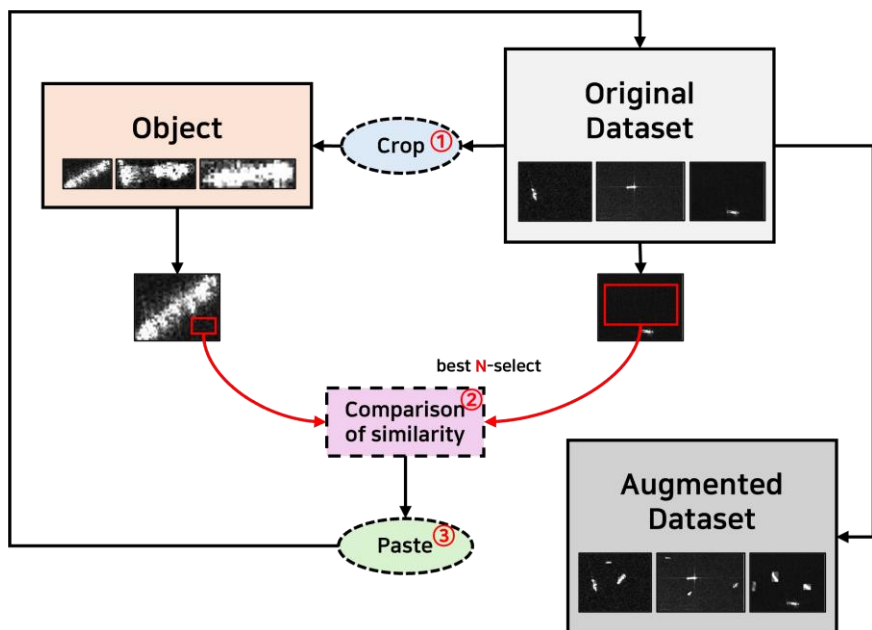 Original
Dataset
Object
Crop ①
best N-select
②
Comparison
of similarity
Paste ③
Augmented
Dataset